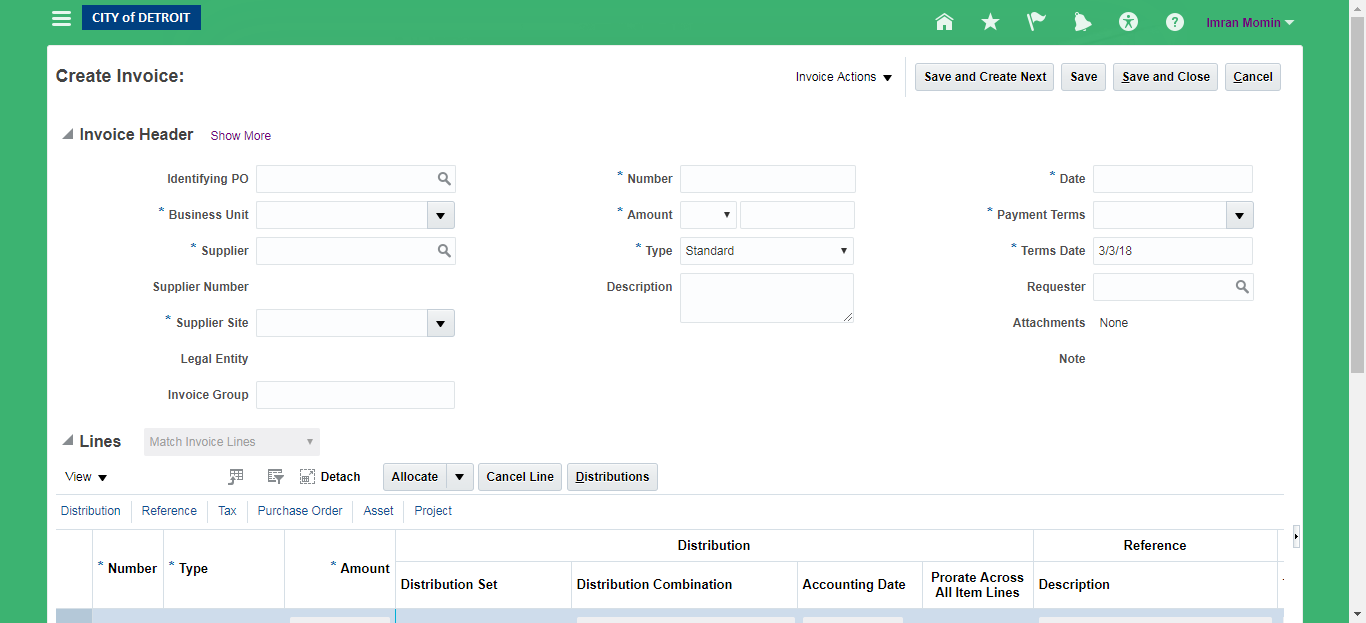 CITY of DETROIT
Imran Momin
Create Invoice:
Invoice Actions
Save and Create Next
Save
Save and Close
Cancel
Invoice Header
Show More
Identifying PO
* Business Unit
* Supplier
Supplier Number
* Supplier Site
Legal Entity
Invoice Group
* Number
* Amount
* Type Standard
Description
* Date
* Payment Terms
* Terms Date 3/3/18
Requester
Attachments None
Note
Lines
Match Invoice Lines
View
Detach
Allocate
Cancel Line
Distributions
Distribution
Reference
Tax
Purchase Order
Asset
Project
* Number
* Type
* Amount
Distribution
Distribution Set
Distribution Combination
Accounting Date
Prorate Across
All Item Lines
Reference
Description